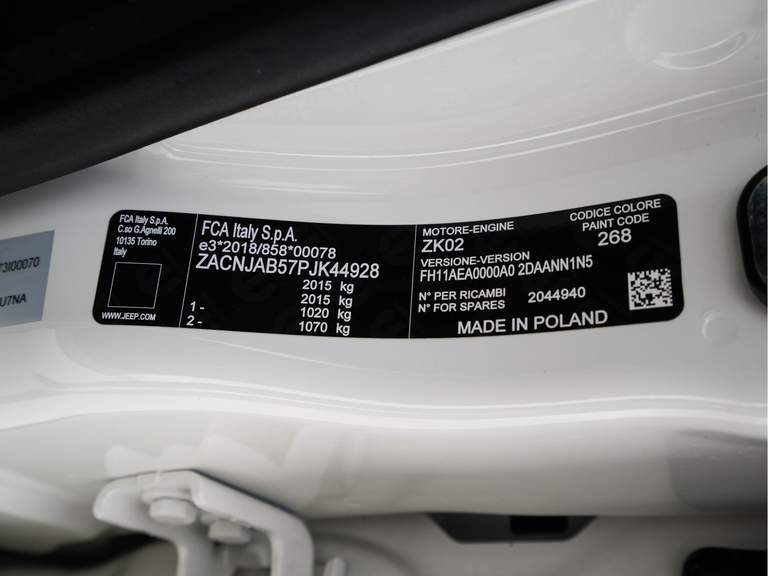 T3I00070
U7NA
FCA Italy S.p.A.
C.so G.Agnelli 200
10135 Torino
Italy
WWW.JEEP.COM
FCA Italy S.p.A.
e3*2018/858*00078
ZACNJAB57PJK44928
2015 kg
2015 kg
1- 1020 kg
2- 1070 kg
MOTORE-ENGINE
ZK02
VERSIONE-VERSION
FH11AEA0000A0 2DAANN1N5
N° PER RICAMBI
N° FOR SPARES
2044940
MADE IN POLAND
CODICE COLORE
PAINT CODE
268